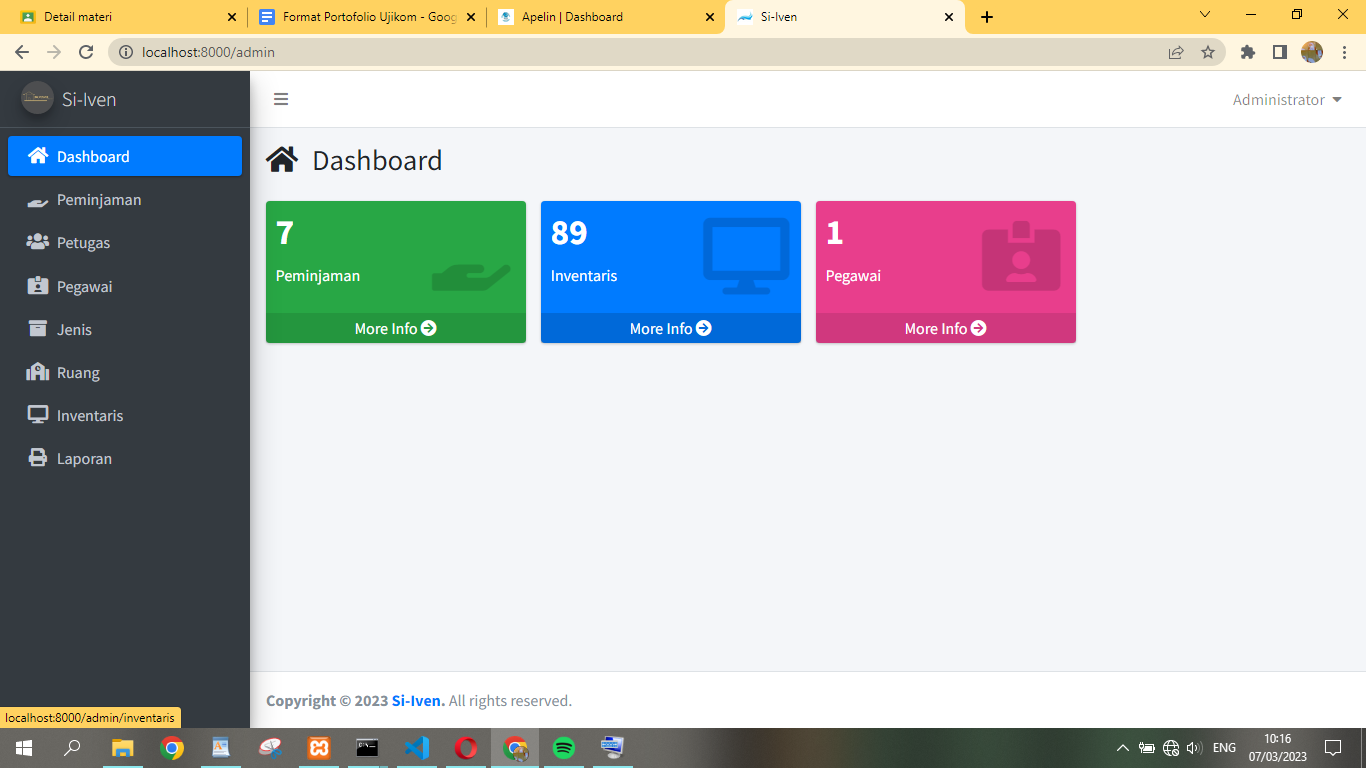 Detail materi
Format Portofolio Ujikom - Goog
Apelin | Dashboard
Si-Iven
localhost:8000/admin
Si-Iven
Administrator
Dashboard
Peminjaman
Petugas
Pegawai
Jenis
Ruang
Inventaris
Laporan
Dashboard
7
Peminjaman
More Info
89
Inventaris
More Info
1
Pegawai
More Info
Copyright © 2023 Si-Iven. All rights reserved.
localhost:8000/admin/inventaris
ENG
10:16
07/03/2023